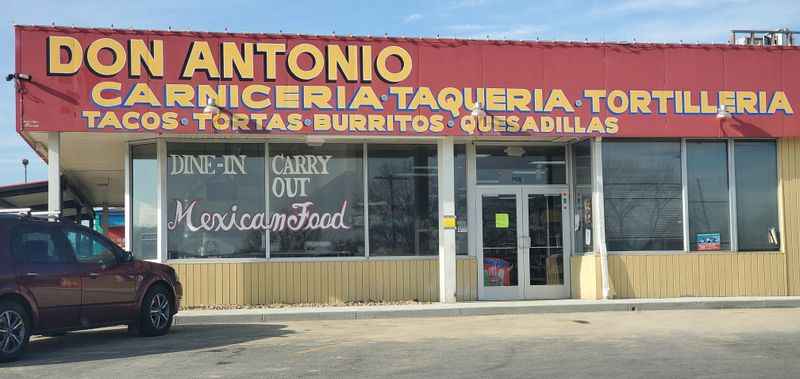 DON ANTONIO
CARNICERIA • TAQUERIA • TORTILLERIA
TACOS • TORTAS • BURRITOS • QUESADILLAS
DINE-IN
CARRY
OUT
Mexican Food